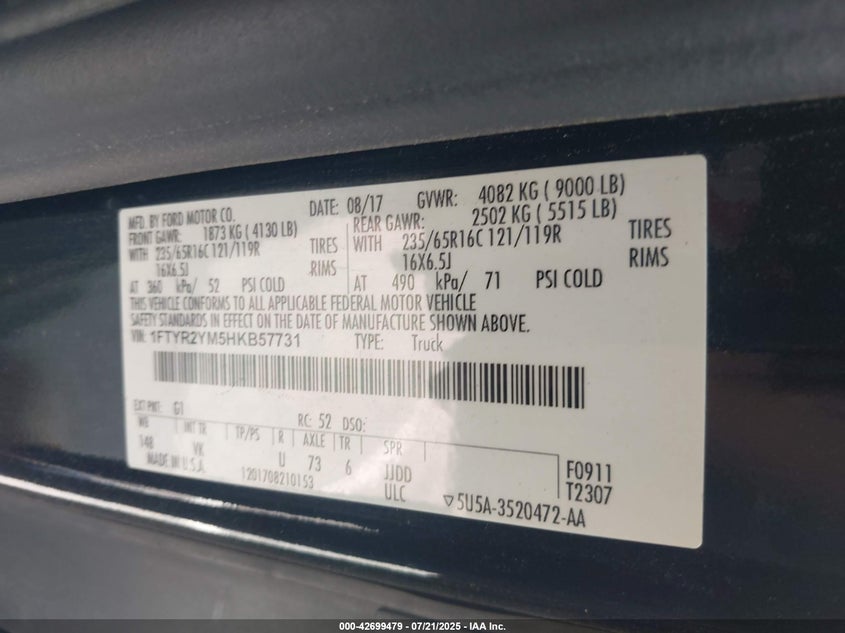 MFD. BY FORD MOTOR CO. DATE: 08/17 GVWR: 4082 KG ( 9000 LB)
FRONT GAWR: 1873 KG ( 4130 LB) REAR GAWR: 2502 KG ( 5515 LB)
WITH 235/65R16C 121/119R TIRES WITH 235/65R16C 121/119R TIRES
16X6.5J RIMS 16X6.5J RIMS
AT 360 kPa/ 52 PSI COLD AT 490 kPa/ 71 PSI COLD
THIS VEHICLE CONFORMS TO ALL APPLICABLE FEDERAL MOTOR VEHICLE
SAFETY STANDARDS IN EFFECT ON THE DATE OF MANUFACTURE SHOWN ABOVE.
VIN: 1FTYR2YM5HKB57731 TYPE: Truck
EXT PNT: G1 RC: 52 DSO:
WB INT TR TP/PS R AXLE TR SPR
148 VK U 73 6 JJDD F0911
MADE IN U.S.A. 1201708210153 ULC T2307
▽5U5A-3520472-AA
000-42699479 — 07/21/2025 — IAA Inc.